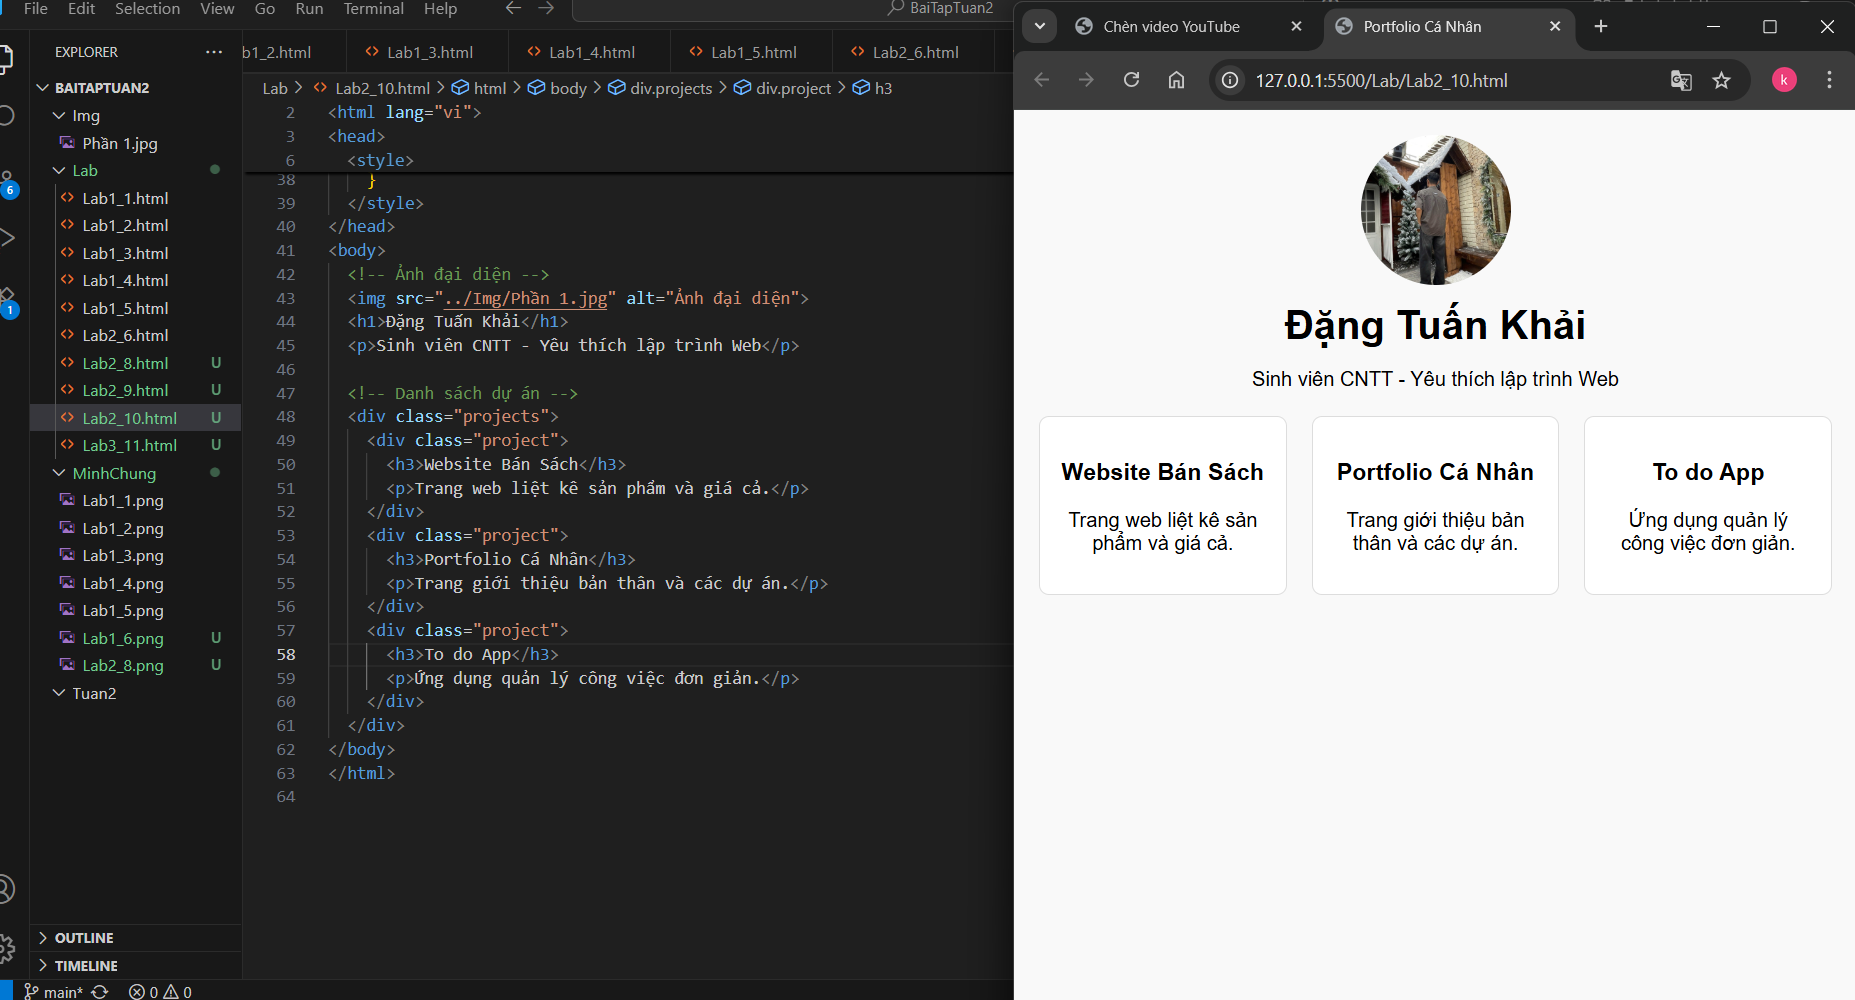 File Edit Selection View Go Run Terminal Help
BaiTapTuan2
EXPLORER
BAITAPTUAN2
Img
Phần 1.jpg
Lab
Lab1_1.html
Lab1_2.html
Lab1_3.html
Lab1_4.html
Lab1_5.html
Lab2_6.html
Lab2_8.html U
Lab2_9.html U
Lab2_10.html U
Lab3_11.html U
MinhChung
Lab1_1.png
Lab1_2.png
Lab1_3.png
Lab1_4.png
Lab1_5.png
Lab1_6.png U
Lab2_8.png U
Tuan2
OUTLINE
TIMELINE
6
1
main* 0 0
b1_2.html Lab1_3.html Lab1_4.html Lab1_5.html Lab2_6.html
Lab > Lab2_10.html > html > body > div.projects > div.project > h3
2 <html lang="vi">
3 <head>
6 <style>
38 }
39 </style>
40 </head>
41 <body>
42 <!-- Ảnh đại diện -->
43 <img src="../Img/Phần 1.jpg" alt="Ảnh đại diện">
44 <h1>Đặng Tuấn Khải</h1>
45 <p>Sinh viên CNTT - Yêu thích lập trình Web</p>
46
47 <!-- Danh sách dự án -->
48 <div class="projects">
49 <div class="project">
50 <h3>Website Bán Sách</h3>
51 <p>Trang web liệt kê sản phẩm và giá cả.</p>
52 </div>
53 <div class="project">
54 <h3>Portfolio Cá Nhân</h3>
55 <p>Trang giới thiệu bản thân và các dự án.</p>
56 </div>
57 <div class="project">
58 <h3>To do App</h3>
59 <p>Ứng dụng quản lý công việc đơn giản.</p>
60 </div>
61 </div>
62 </body>
63 </html>
64
Chèn video YouTube
Portfolio Cá Nhân
127.0.0.1:5500/Lab/Lab2_10.html
k
Đặng Tuấn Khải
Sinh viên CNTT - Yêu thích lập trình Web
Website Bán Sách
Trang web liệt kê sản
phẩm và giá cả.
Portfolio Cá Nhân
Trang giới thiệu bản
thân và các dự án.
To do App
Ứng dụng quản lý
công việc đơn giản.